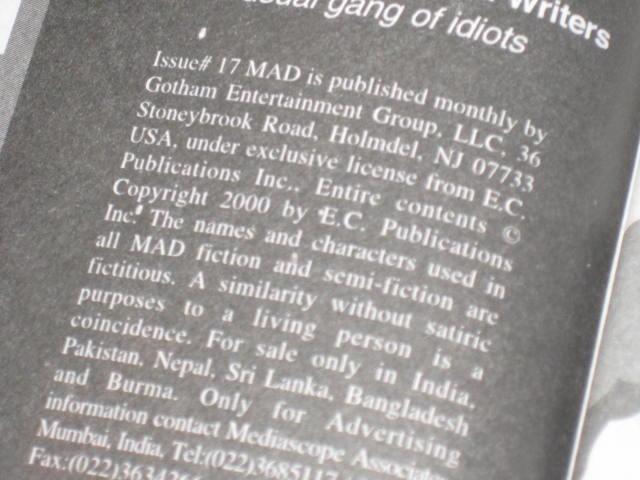 Writers
usual gang of idiots
Issue# 17 MAD is published monthly by
Gotham Entertainment Group, LLC, 36
Stoneybrook Road, Holmdel, NJ 07733
USA, under exclusive license from E.C.
Publications Inc., Entire contents ©
Copyright 2000 by E.C. Publications
Inc. The names and characters used in
all MAD fiction and semi-fiction are
fictitious. A similarity without satiric
purposes to a living person is a
coincidence. For sale only in India,
Pakistan, Nepal, Sri Lanka, Bangladesh
and Burma. Only for Advertising
information contact Mediascope Associates
Mumbai, India, Tel:(022)3685117
Fax:(022)3634